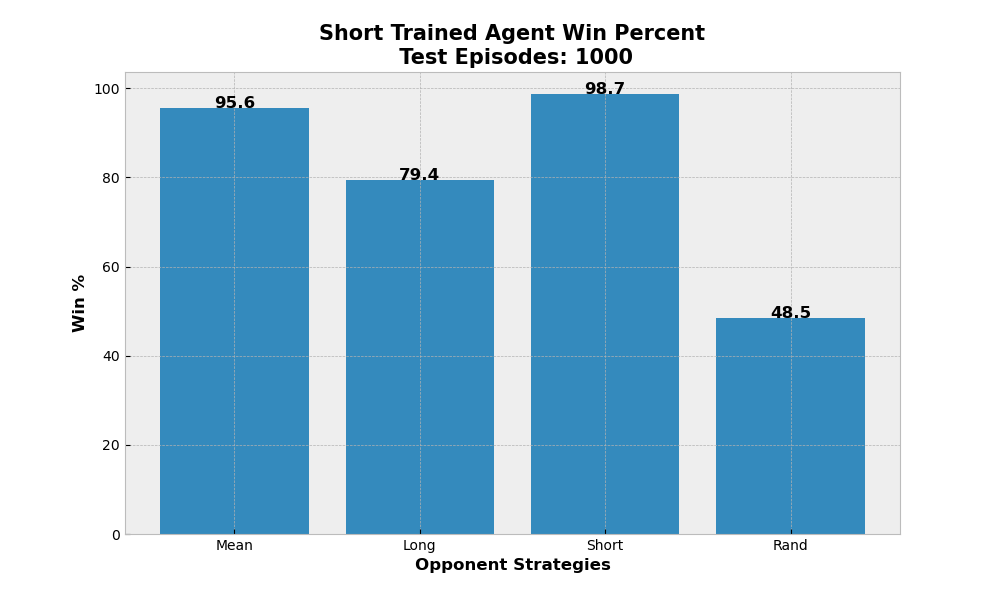 Short Trained Agent Win Percent
Test Episodes: 1000
Win %
100
80
60
40
20
0
95.6
79.4
98.7
48.5
Mean
Long
Short
Rand
Opponent Strategies